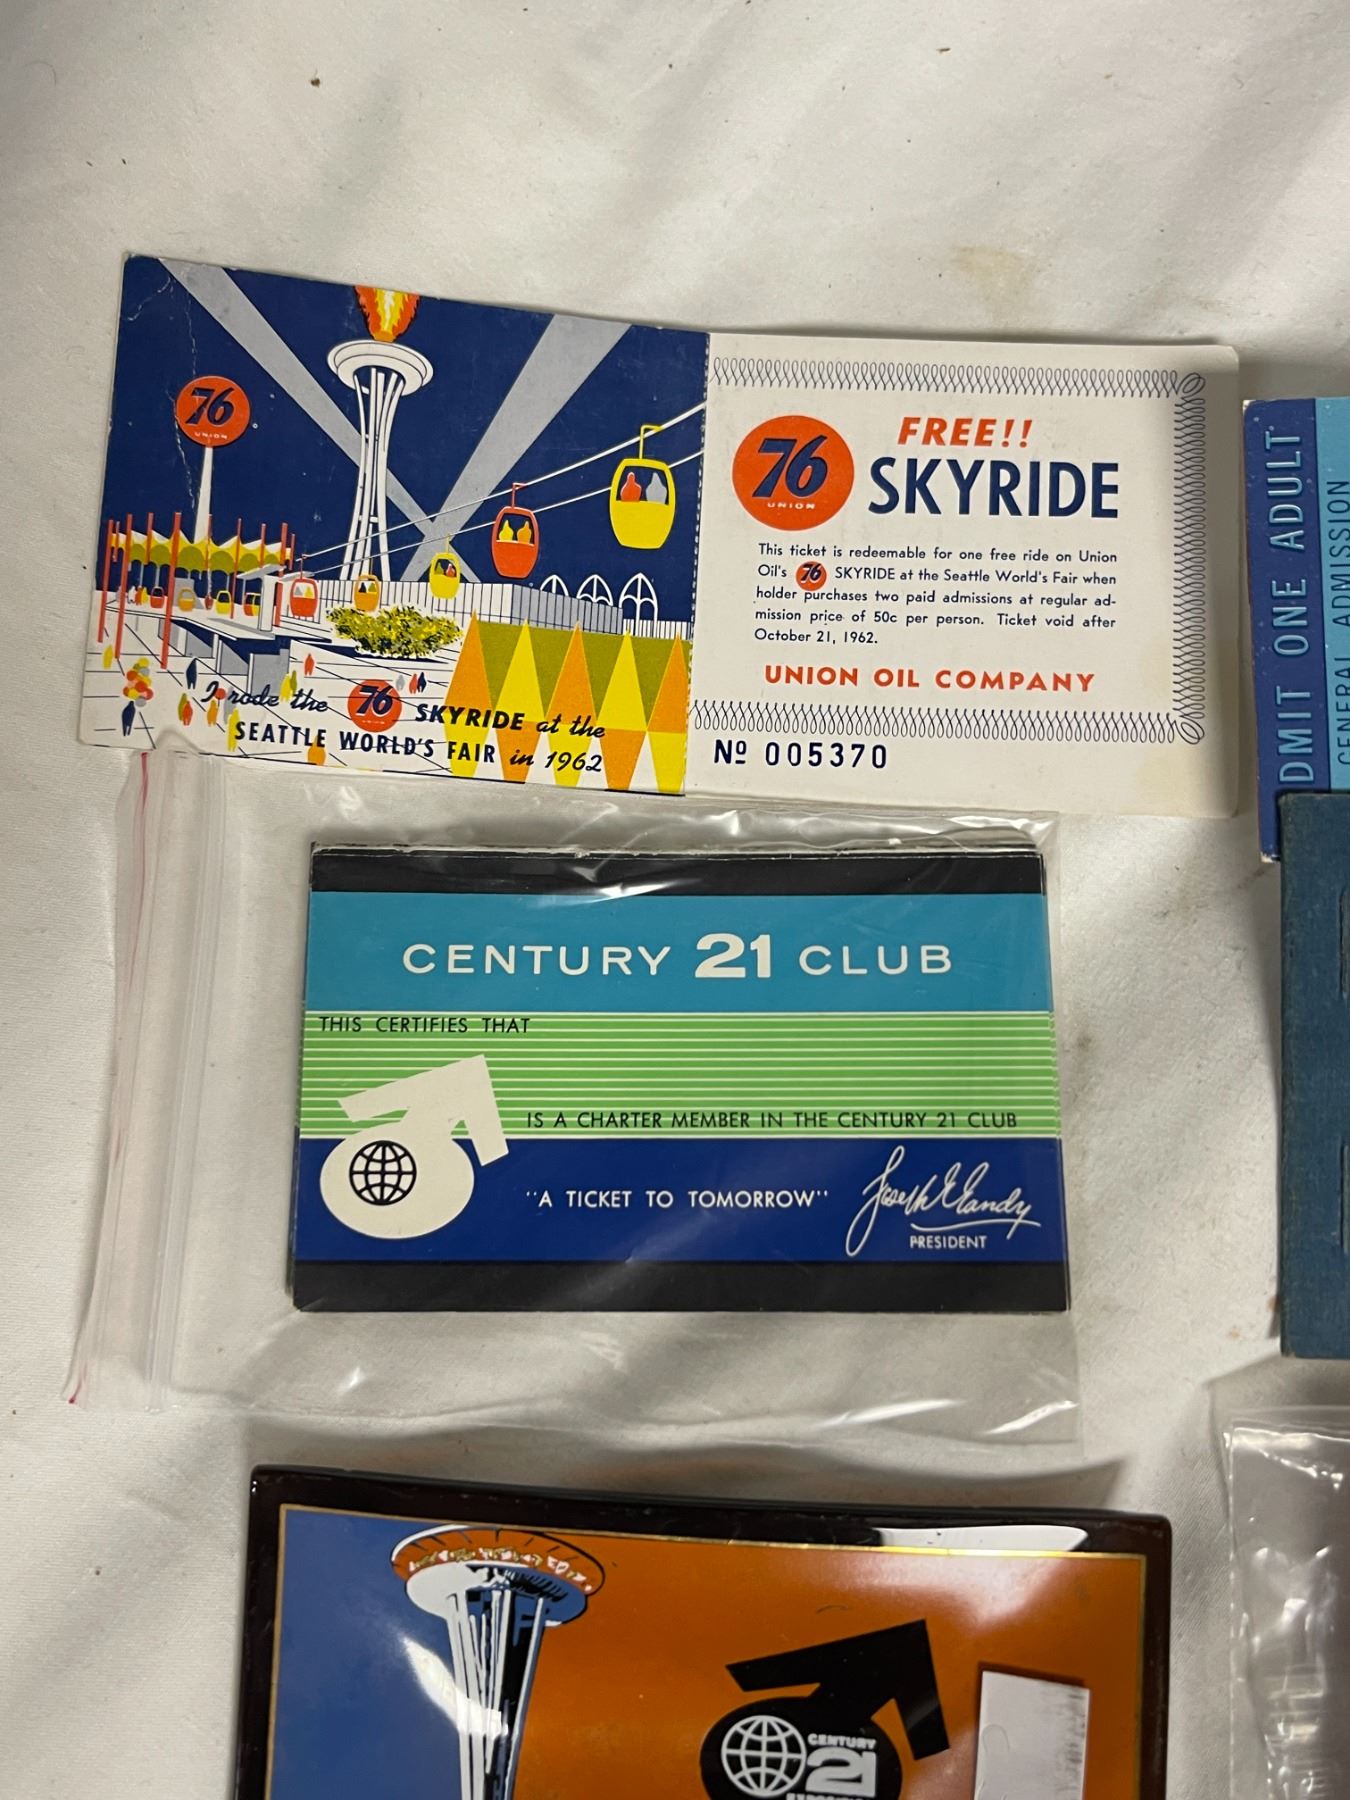 76
UNION
I rode the 76 SKYRIDE at the
SEATTLE WORLD'S FAIR in 1962
76
UNION
FREE!!
SKYRIDE
This ticket is redeemable for one free ride on Union
Oil's 76 SKYRIDE at the Seattle World's Fair when
holder purchases two paid admissions at regular ad-
mission price of 50c per person. Ticket void after
October 21, 1962.
UNION OIL COMPANY
Nº 005370
DMIT ONE ADULT
GENERAL ADMISSION
CENTURY 21 CLUB
THIS CERTIFIES THAT
IS A CHARTER MEMBER IN THE CENTURY 21 CLUB
"A TICKET TO TOMORROW"
Joseph E Gandy
PRESIDENT
CENTURY
21